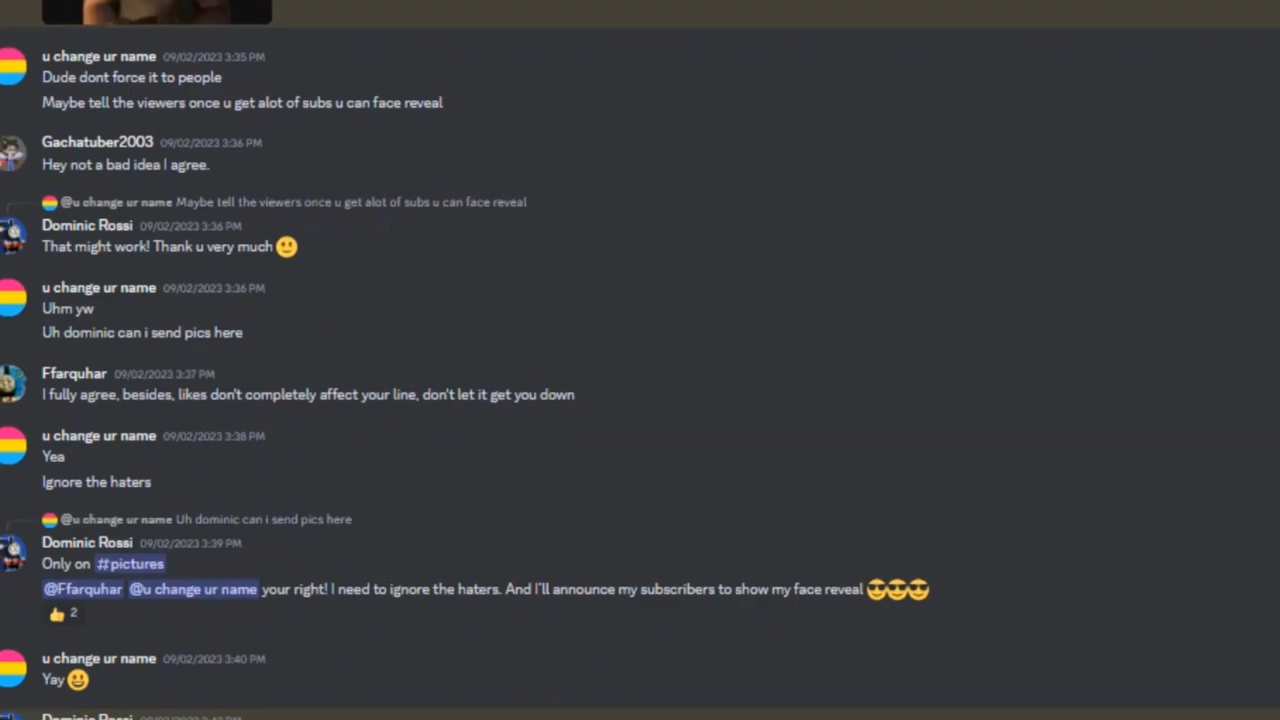 u change ur name 09/02/2023 3:35 PM
Dude dont force it to people
Maybe tell the viewers once u get alot of subs u can face reveal
Gachatuber2003 09/02/2023 3:36 PM
Hey not a bad idea I agree.
@u change ur name Maybe tell the viewers once u get alot of subs u can face reveal
Dominic Rossi 09/02/2023 3:36 PM
That might work! Thank u very much 🙂
u change ur name 09/02/2023 3:36 PM
Uhm yw
Uh dominic can i send pics here
Ffarquhar 09/02/2023 3:37 PM
I fully agree, besides, likes don't completely affect your line, don't let it get you down
u change ur name 09/02/2023 3:38 PM
Yea
Ignore the haters
@u change ur name Uh dominic can i send pics here
Dominic Rossi 09/02/2023 3:39 PM
Only on #pictures
@Ffarquhar @u change ur name your right! I need to ignore the haters. And I'll announce my subscribers to show my face reveal 😎😎😎
👍 2
u change ur name 09/02/2023 3:40 PM
Yay 😃
Dominic Rossi